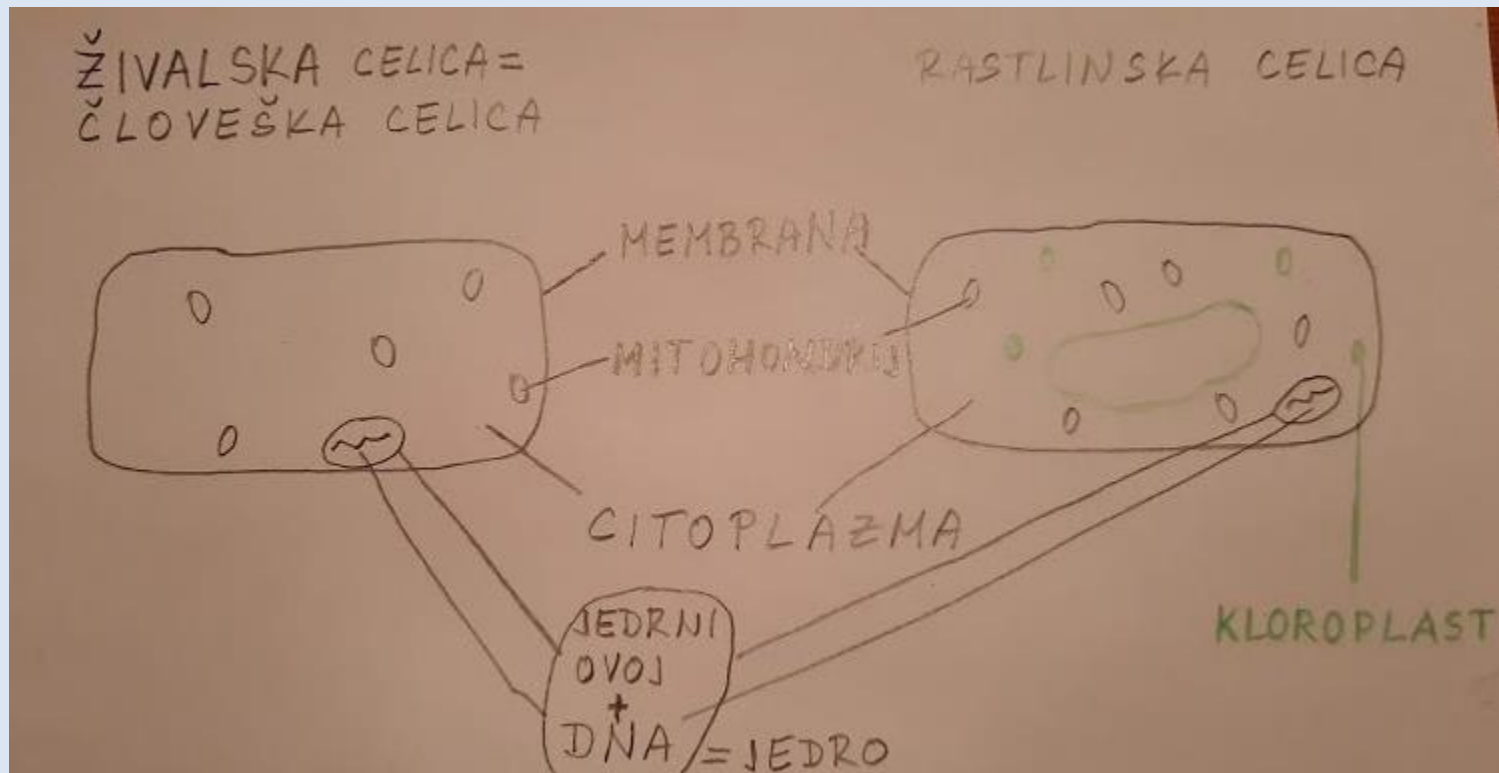 ŽIVALSKA CELICA =
ČLOVEŠKA CELICA
RASTLINSKA CELICA
MEMBRANA
MITOHONDRIJ
CITOPLAZMA
KLOROPLAST
JEDRNI
OVOJ
+
DNA = JEDRO